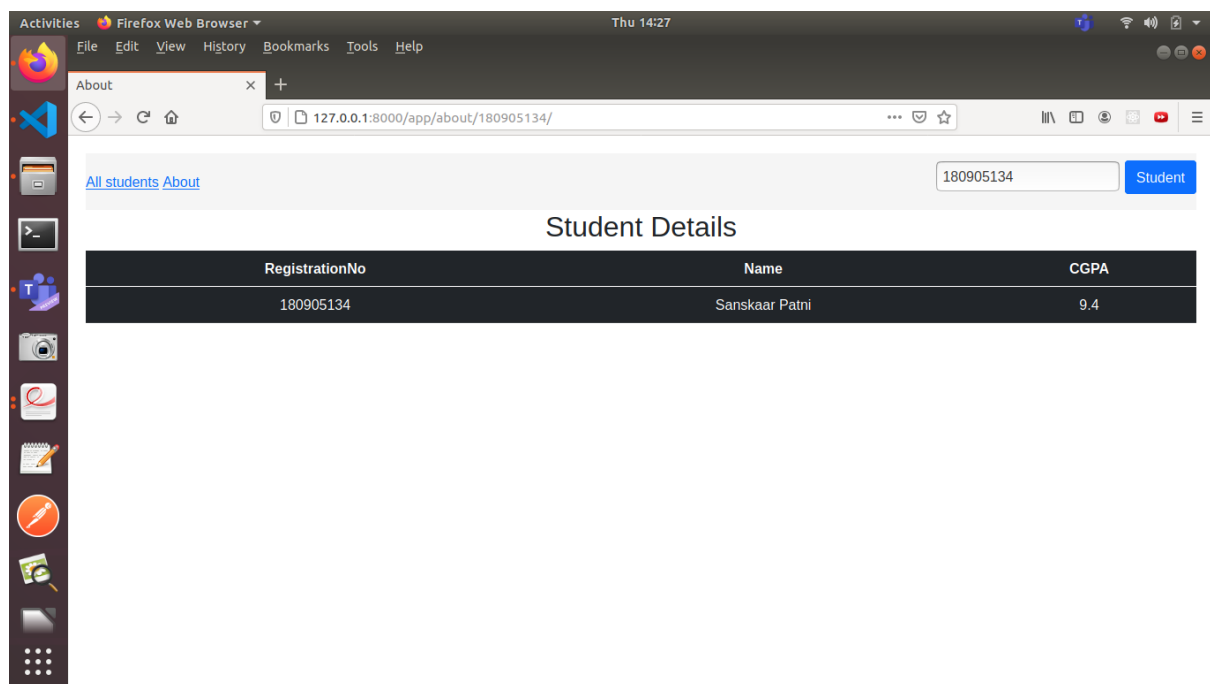 Activities Firefox Web Browser Thu 14:27
File Edit View History Bookmarks Tools Help
About
127.0.0.1:8000/app/about/180905134/
All students About 180905134 Student
Student Details
RegistrationNo Name CGPA
180905134 Sanskaar Patni 9.4